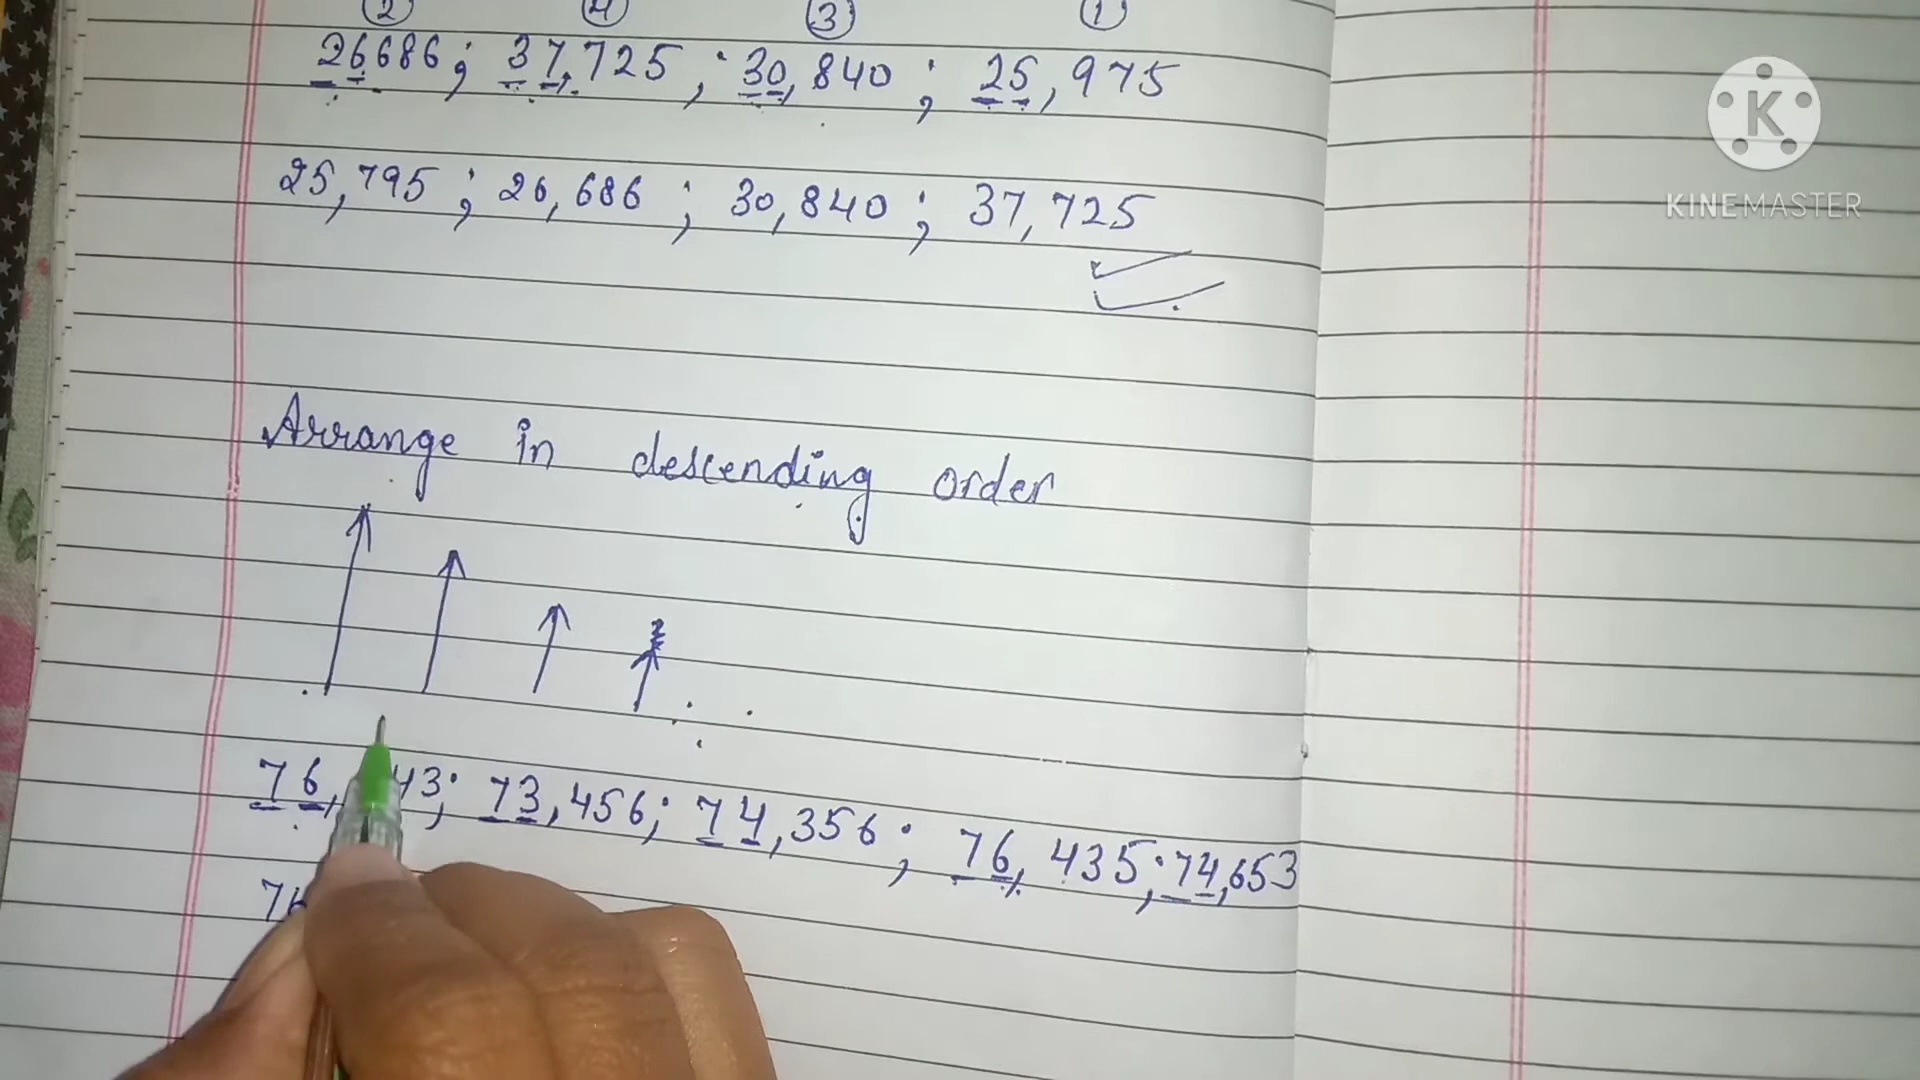 2 4 3 1
26686; 37,725; 30,840; 25,975
25,795; 26,686; 30,840; 37,725
Arrange in descending order
73,456; 74,356; 76,435; 74,653
KINEMASTER